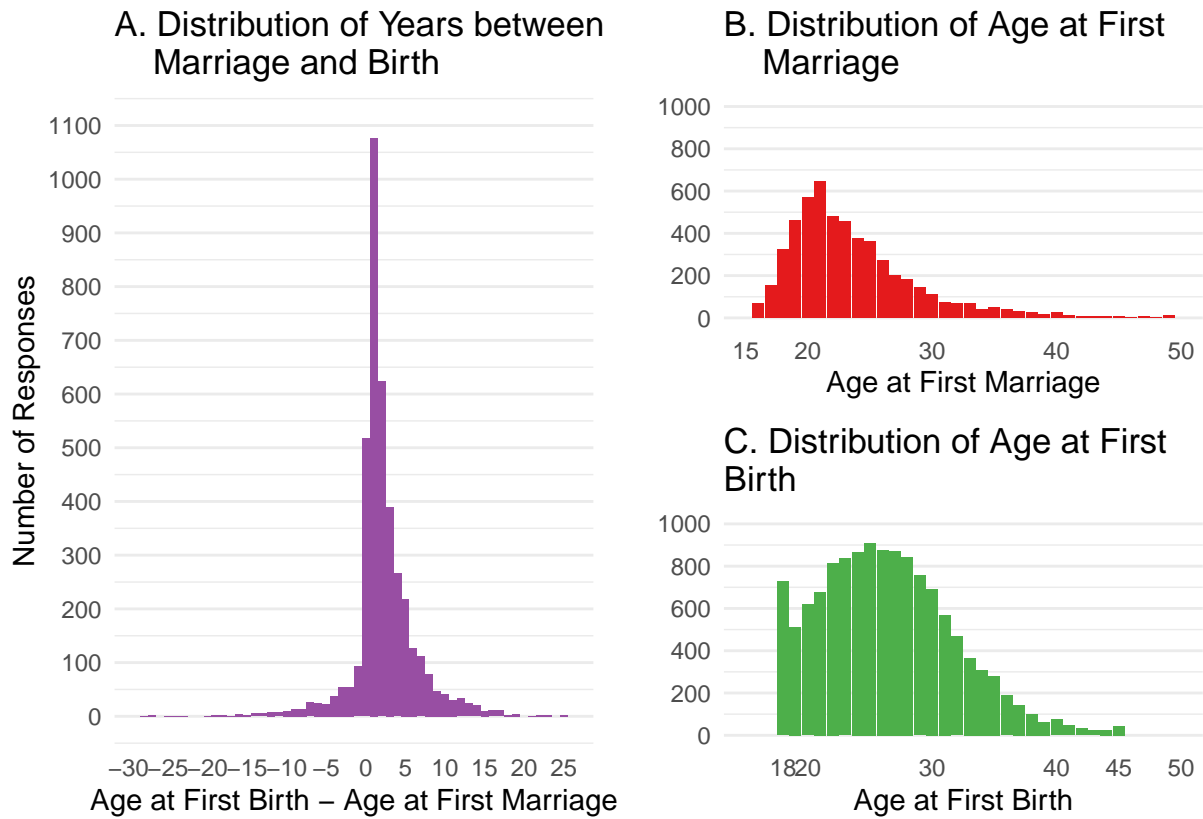 A. Distribution of Years between
Marriage and Birth
1100
1000
900
800
700
600
500
400
300
200
100
0
Number of Responses
−30 −25 −20 −15 −10 −5 0 5 10 15 20 25
Age at First Birth − Age at First Marriage
B. Distribution of Age at First
Marriage
1000
800
600
400
200
0
15 20 30 40 50
Age at First Marriage
C. Distribution of Age at First
Birth
1000
800
600
400
200
0
18 20 30 40 45 50
Age at First Birth